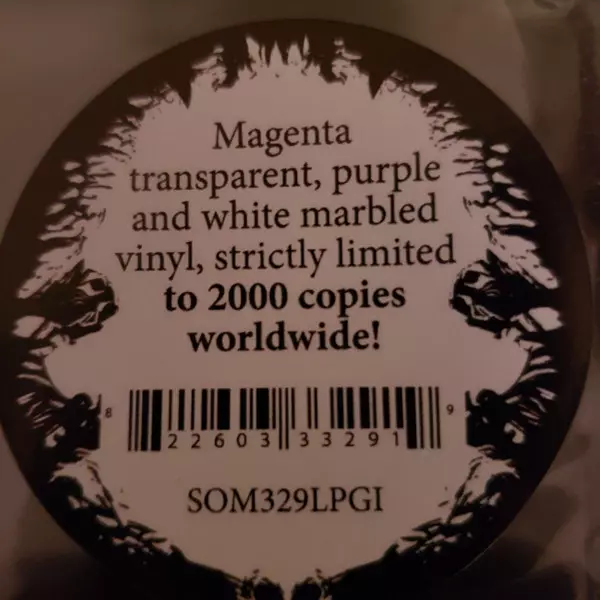 Magenta
transparent, purple
and white marbled
vinyl, strictly limited
to 2000 copies
worldwide!
8 22603 33291 9
SOM329LPGI